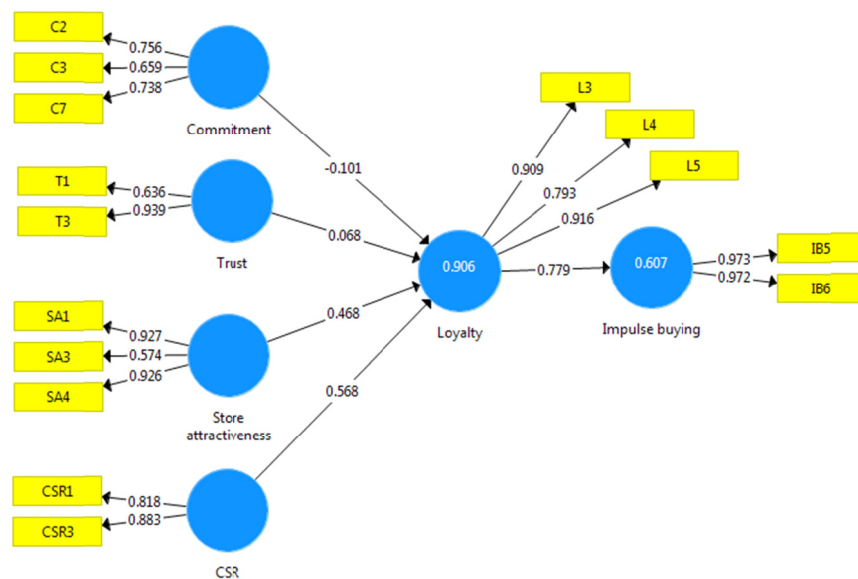 C2
0.756
C3
0.659
C7
0.738
Commitment
-0.101
T1
0.636
T3
0.939
Trust
0.068
SA1
0.927
SA3
0.574
SA4
0.926
Store
attractiveness
0.468
CSR1
0.818
CSR3
0.883
CSR
0.568
L3
0.909
L4
0.793
L5
0.916
0.906
Loyalty
0.779
0.607
Impulse buying
IB5
0.973
IB6
0.972